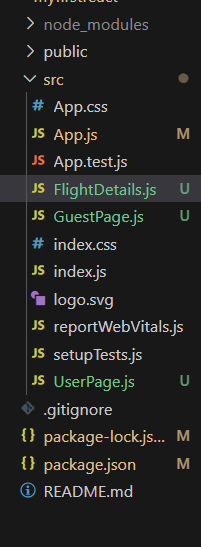 node_modules
public
src
# App.css
JS App.js M
JS App.test.js
JS FlightDetails.js U
JS GuestPage.js U
# index.css
JS index.js
logo.svg
JS reportWebVitals.js
JS setupTests.js
JS UserPage.js U
.gitignore
{} package-lock.js... M
{} package.json M
README.md